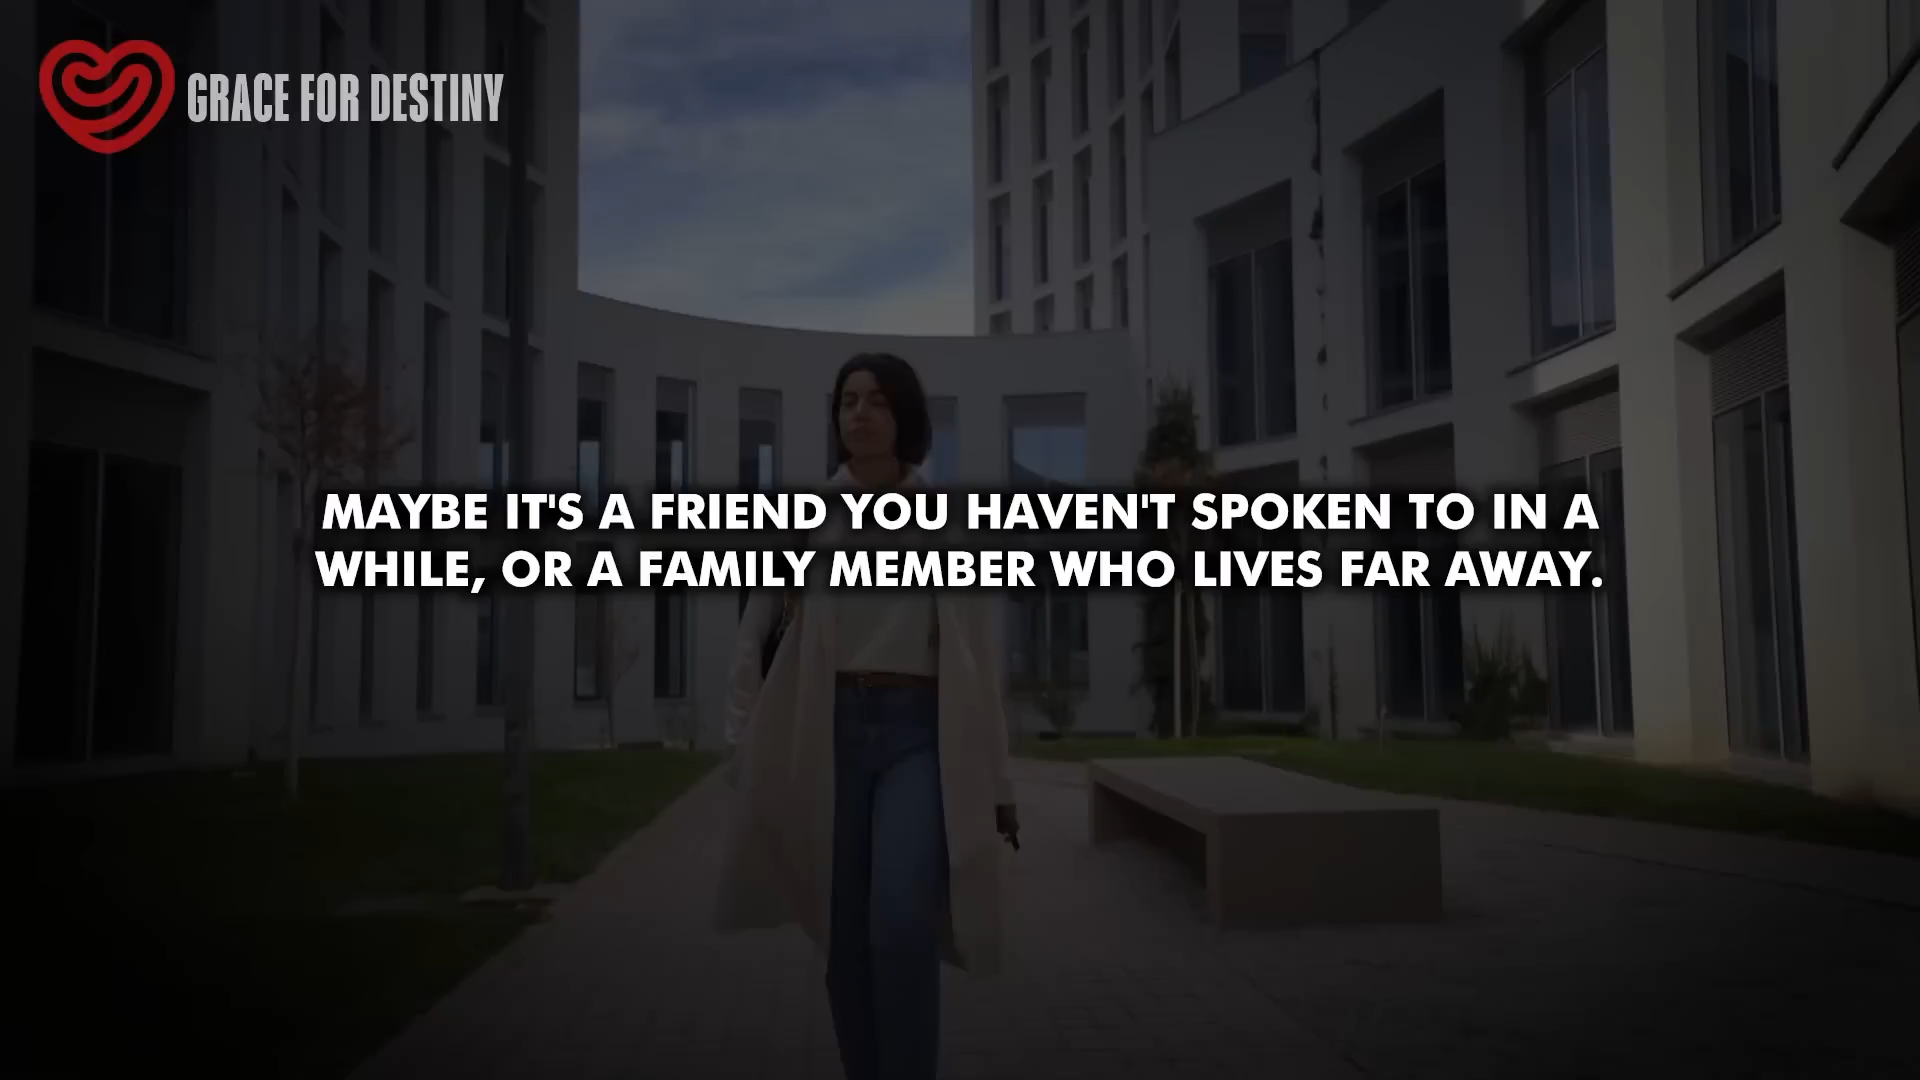 GRACE FOR DESTINY
MAYBE IT'S A FRIEND YOU HAVEN'T SPOKEN TO IN A
WHILE, OR A FAMILY MEMBER WHO LIVES FAR AWAY.